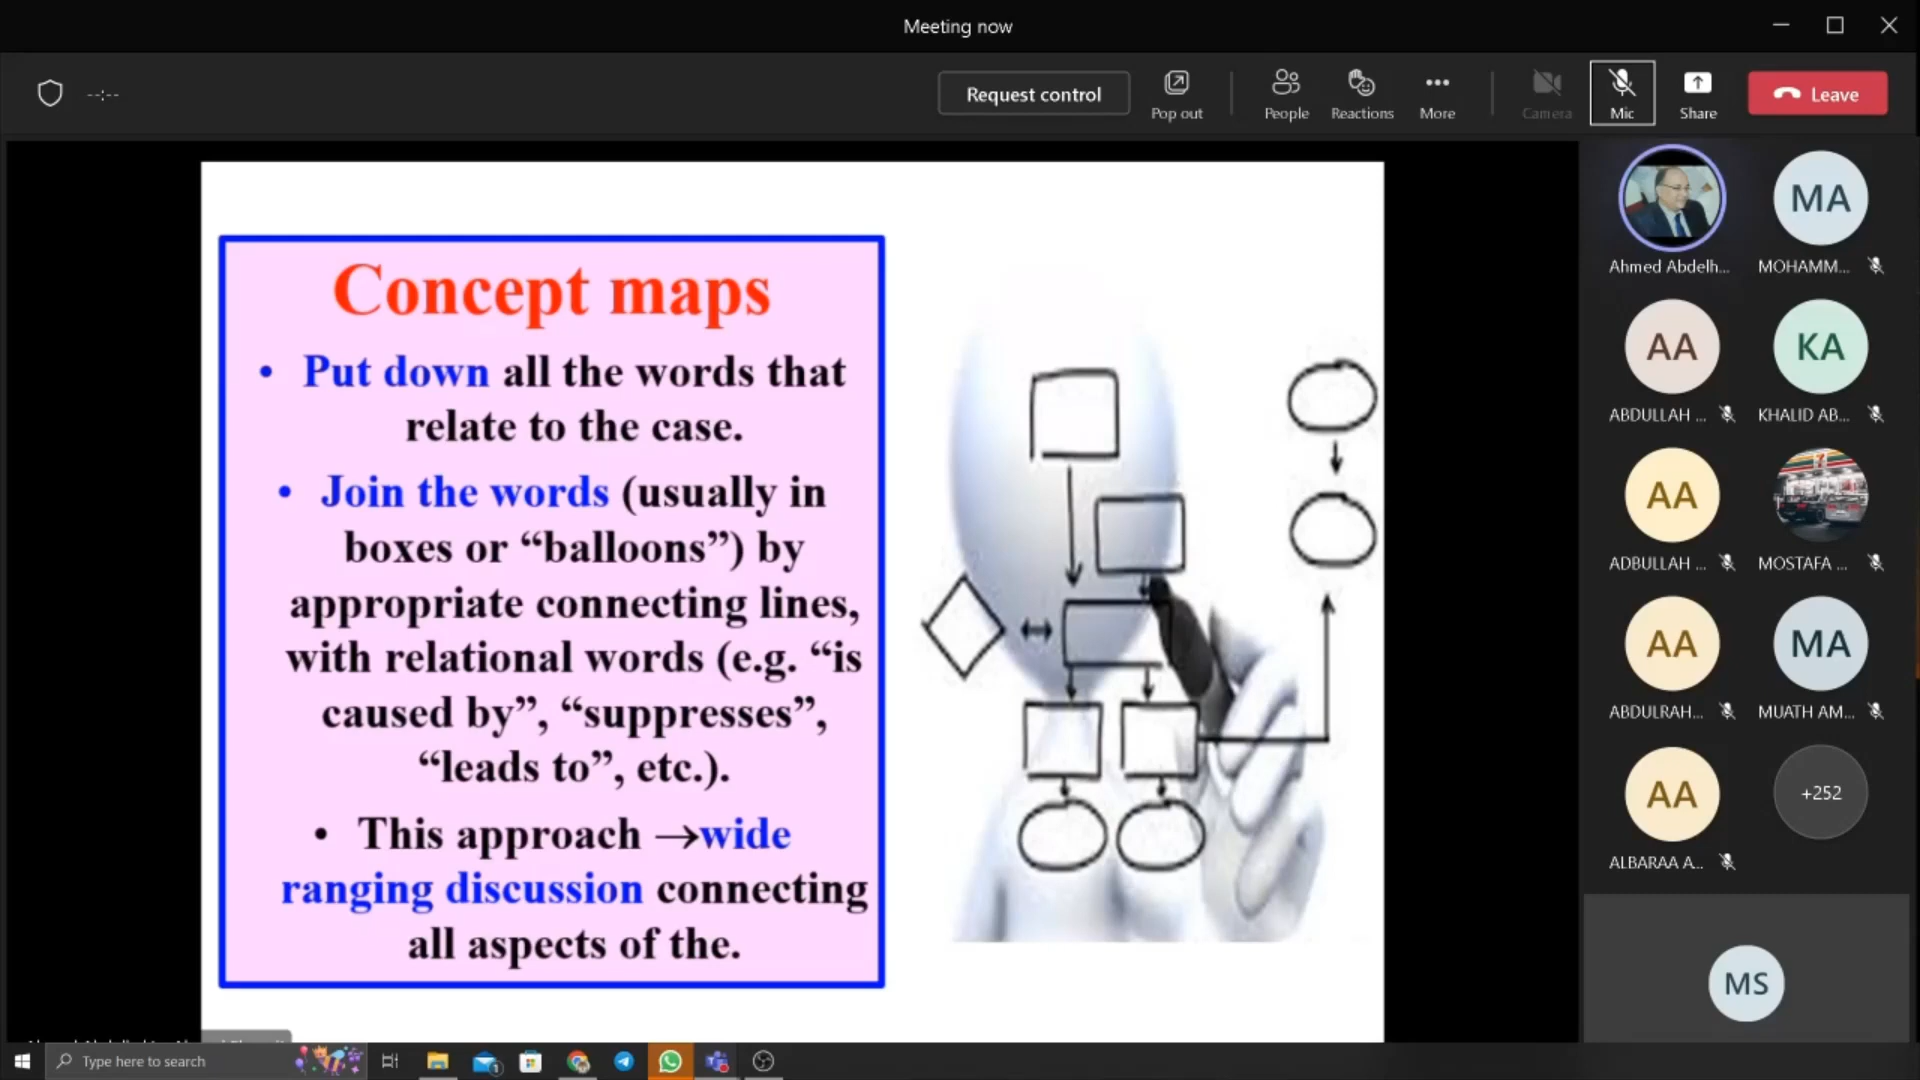 Meeting now
--:--
Request control
Pop out
People
Reactions
More
Camera
Mic
Share
Leave
Concept maps
• Put down all the words that
relate to the case.
• Join the words (usually in
boxes or “balloons”) by
appropriate connecting lines,
with relational words (e.g. “is
caused by”, “suppresses”,
“leads to”, etc.).
• This approach →wide
ranging discussion connecting
all aspects of the.
MA
Ahmed Abdelh...
MOHAMM...
AA
KA
ABDULLAH ...
KHALID AB...
AA
ADBULLAH ...
MOSTAFA ...
AA
MA
ABDULRAH...
MUATH AM...
AA
+252
ALBARAA A...
MS
Type here to search
1